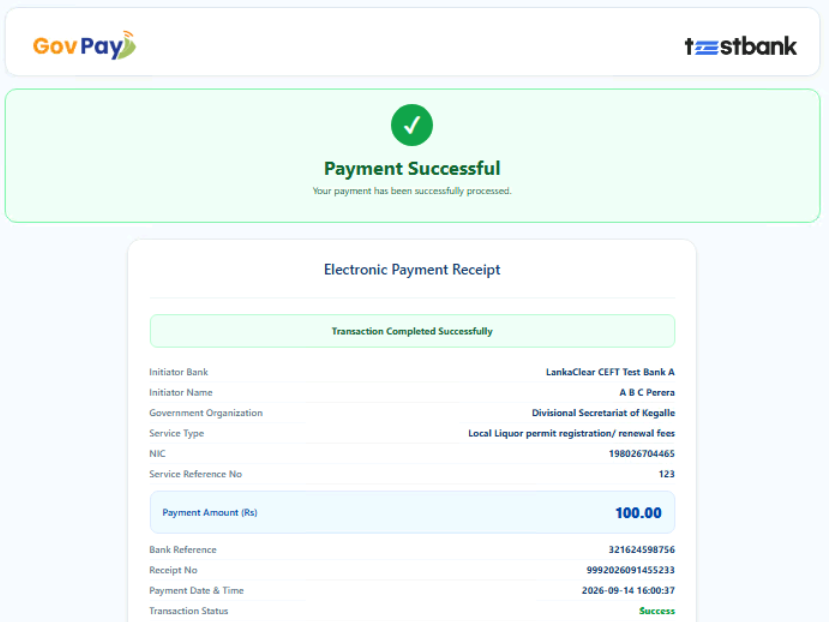 Gov Pay
testbank
Payment Successful
Your payment has been successfully processed.
Electronic Payment Receipt
Transaction Completed Successfully
Initiator Bank LankaClear CEFT Test Bank A
Initiator Name A B C Perera
Government Organization Divisional Secretariat of Kegalle
Service Type Local Liquor permit registration/ renewal fees
NIC 198026704465
Service Reference No 123
Payment Amount (Rs) 100.00
Bank Reference 321624598756
Receipt No 9992026091455233
Payment Date & Time 2026-09-14 16:00:37
Transaction Status Success